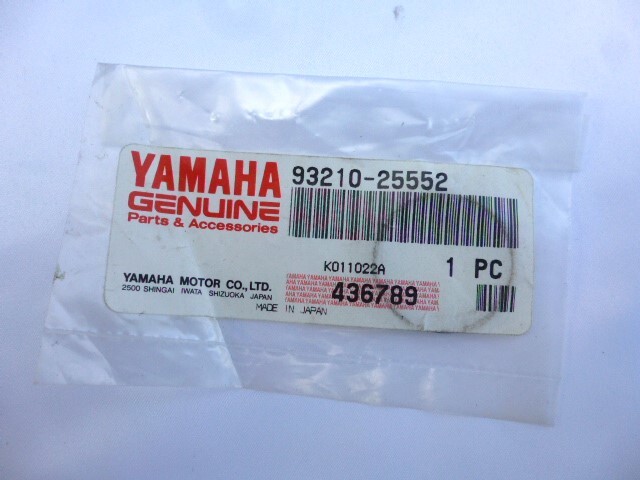 YAMAHA
GENUINE
Parts & Accessories
93210-25552
K011022A
1 PC
YAMAHA MOTOR CO., LTD.
2500 SHINGAI IWATA SHIZUOKA JAPAN
436789
MADE IN JAPAN